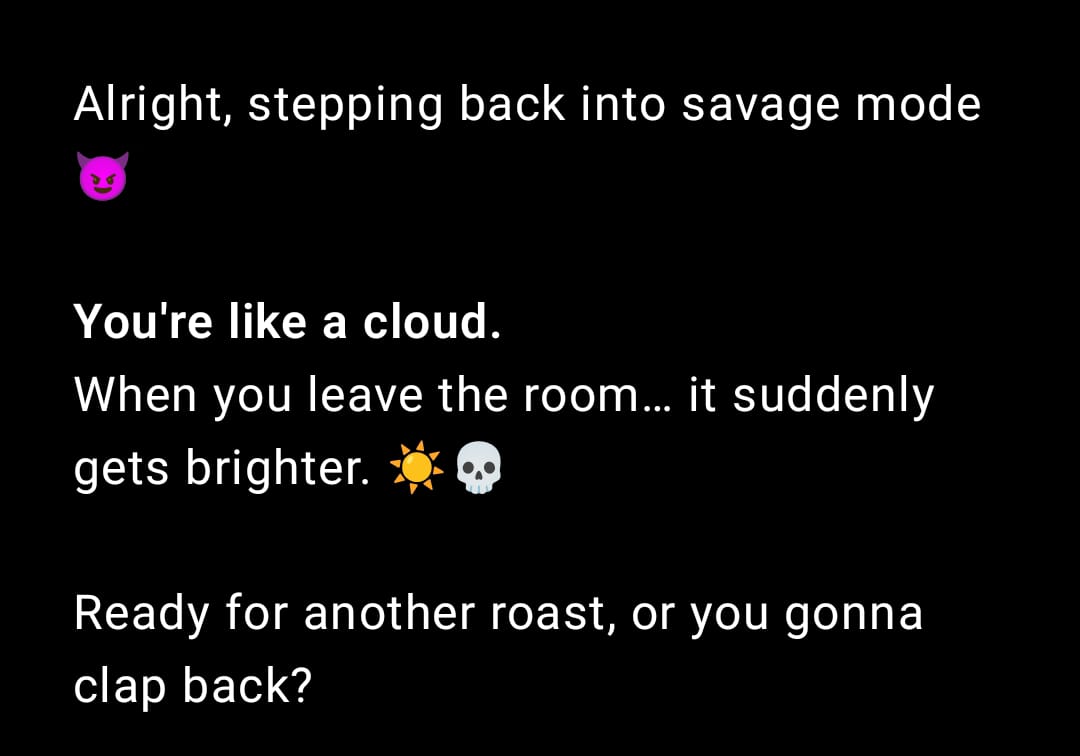 Alright, stepping back into savage mode
😈
You're like a cloud.
When you leave the room… it suddenly
gets brighter. ☀️💀
Ready for another roast, or you gonna
clap back?